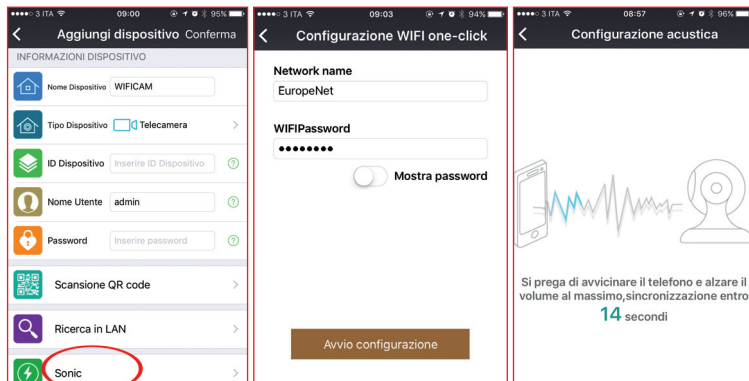 3 ITA 09:00 95%
Aggiungi dispositivo Conferma
INFORMAZIONI DISPOSITIVO
Nome Dispositivo WIFICAM
Tipo Dispositivo Telecamera
ID Dispositivo Inserire ID Dispositivo
Nome Utente admin
Password Inserire password
Scansione QR code
Ricerca in LAN
Sonic
3 ITA 09:03 94%
Configurazione WIFI one-click
Network name
EuropeNet
WIFIPassword
Mostra password
Avvio configurazione
3 ITA 08:57 96%
Configurazione acustica
Si prega di avvicinare il telefono e alzare il
volume al massimo,sincronizzazione entro
14 secondi